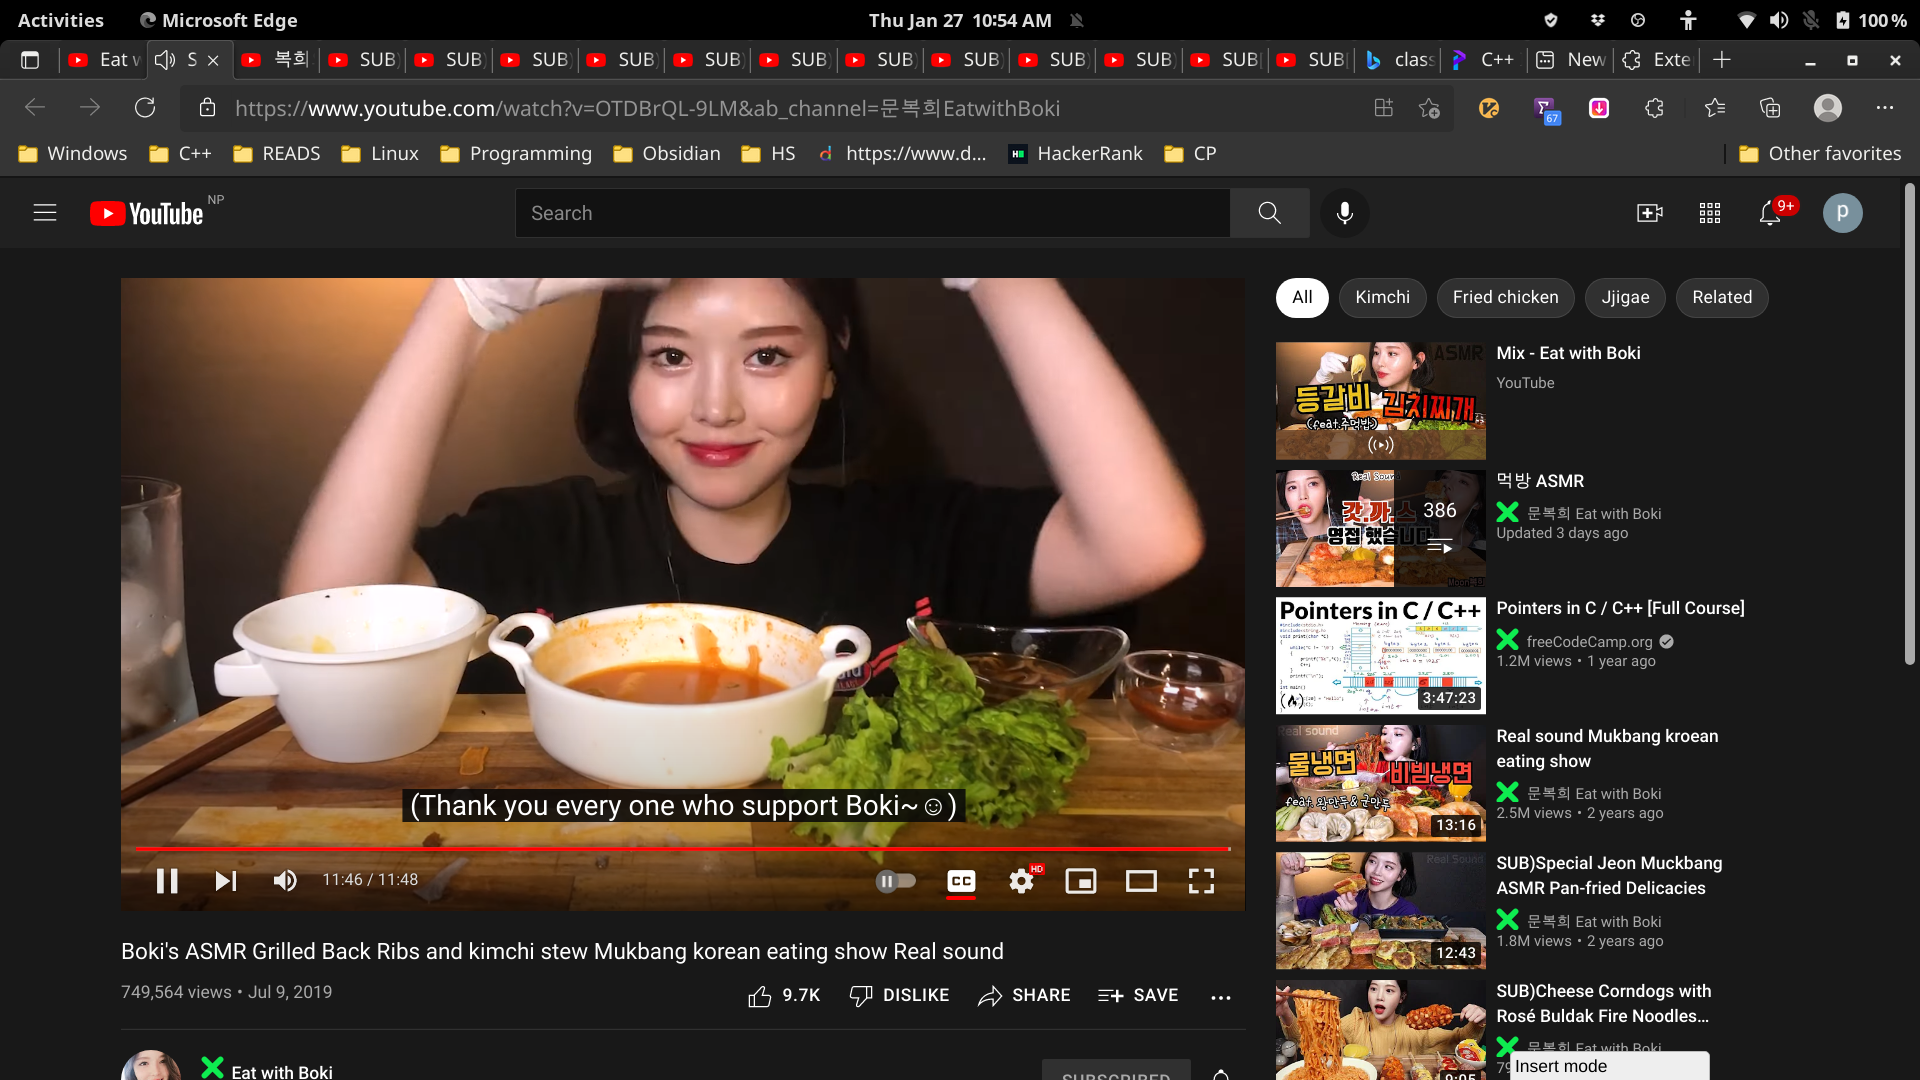 Activities
Microsoft Edge
Thu Jan 27 10:54 AM
100 %
Eat w
S
복희
SUB)
SUB)
SUB)
SUB)
SUB)
SUB)
SUB)
SUB)
SUB)
SUB)
SUB[
SUB[
class
C++
New
Exte
https://www.youtube.com/watch?v=OTDBrQL-9LM&ab_channel=문복희EatwithBoki
67
Windows
C++
READS
Linux
Programming
Obsidian
HS
https://www.d...
HackerRank
CP
Other favorites
YouTube NP
Search
9+
p
(Thank you every one who support Boki~☺)
11:46 / 11:48
CC
HD
Boki's ASMR Grilled Back Ribs and kimchi stew Mukbang korean eating show Real sound
749,564 views • Jul 9, 2019
9.7K
DISLIKE
SHARE
SAVE
Eat with Boki
SUBSCRIBED
All
Kimchi
Fried chicken
Jjigae
Related
ASMR
등갈비 김치찌개
(feat.주먹밥)
Mix - Eat with Boki
YouTube
Real Sound
갓.까.스
영접 했습니다
386
먹방 ASMR
문복희 Eat with Boki
Updated 3 days ago
Pointers in C / C++
3:47:23
Pointers in C / C++ [Full Course]
freeCodeCamp.org
1.2M views • 1 year ago
Real sound
물냉면
비빔냉면
feat. 왕만두 & 군만두
13:16
Real sound Mukbang kroean
eating show
문복희 Eat with Boki
2.5M views • 2 years ago
Real Sound
12:43
SUB)Special Jeon Muckbang
ASMR Pan-fried Delicacies
문복희 Eat with Boki
1.8M views • 2 years ago
9:05
SUB)Cheese Corndogs with
Rosé Buldak Fire Noodles...
문복희 Eat with Boki
Insert mode